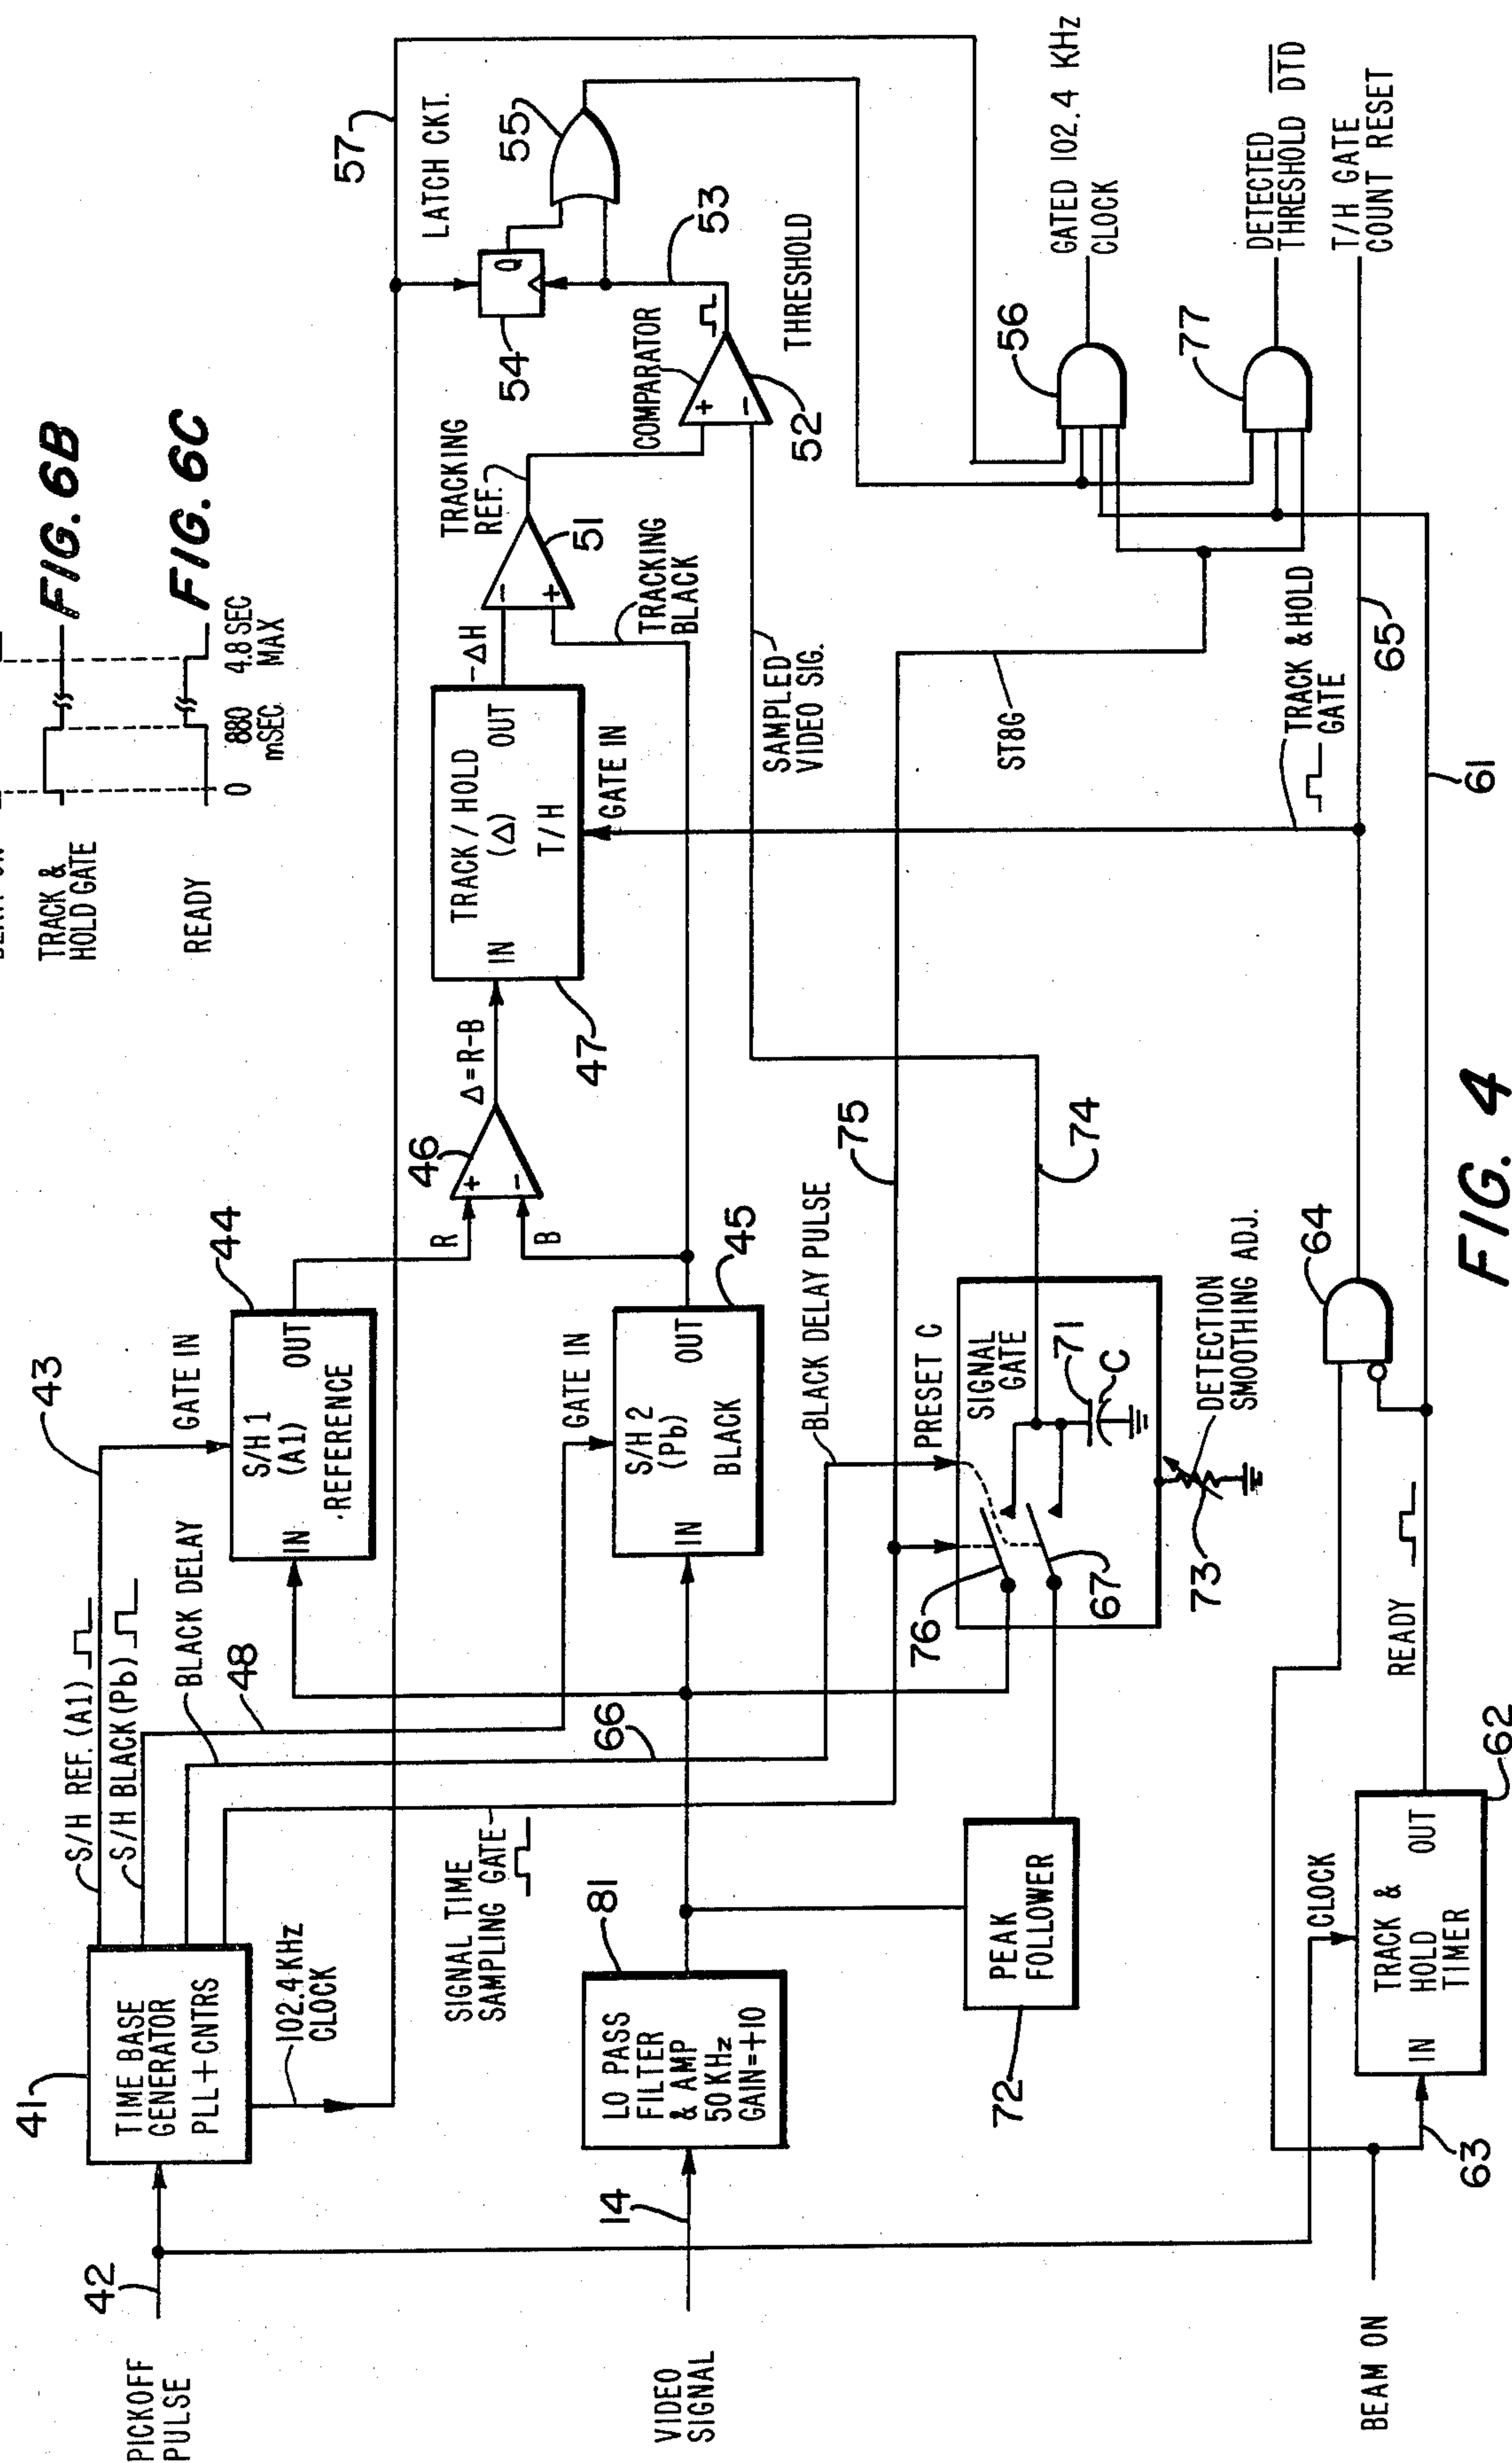 TRACK &
HOLD GATE
READY
0
880
mSEC
4.8 SEC
MAX
FIG. 6B
FIG. 6C
PICKOFF
PULSE
42
41
TIME BASE
GENERATOR
PLL+CNTRS
102.4 KHz
CLOCK
S/H REF. (A1)
S/H BLACK (Pb)
BLACK DELAY
48
43
GATE IN
44
S/H 1
(A1)
IN
OUT
REFERENCE
SIGNAL TIME
SAMPLING GATE
66
GATE IN
45
S/H 2
(Pb)
IN
OUT
BLACK
R
B
46
+
−
Δ=R-B
47
TRACK / HOLD
(Δ)
IN
OUT
T/H
GATE IN
-ΔH
−
+
51
TRACKING
REF.
TRACKING
BLACK
COMPARATOR
+
−
52
THRESHOLD
53
54
Q
55
LATCH CKT.
57
VIDEO
SIGNAL
14
81
LO PASS
FILTER
& AMP
50 KHz
GAIN=+10
PEAK
FOLLOWER
72
BLACK DELAY PULSE
PRESET C
SIGNAL
GATE
76
67
71
C
73
DETECTION
SMOOTHING ADJ.
74
75
SAMPLED
VIDEO SIG.
ST8G
56
GATED 102.4 KHz
CLOCK
77
DETECTED
THRESHOLD D̅T̅D̅
T/H GATE
COUNT RESET
TRACK & HOLD
GATE
65
61
BEAM ON
63
CLOCK
TRACK &
HOLD
TIMER
IN
OUT
62
READY
64
FIG. 4